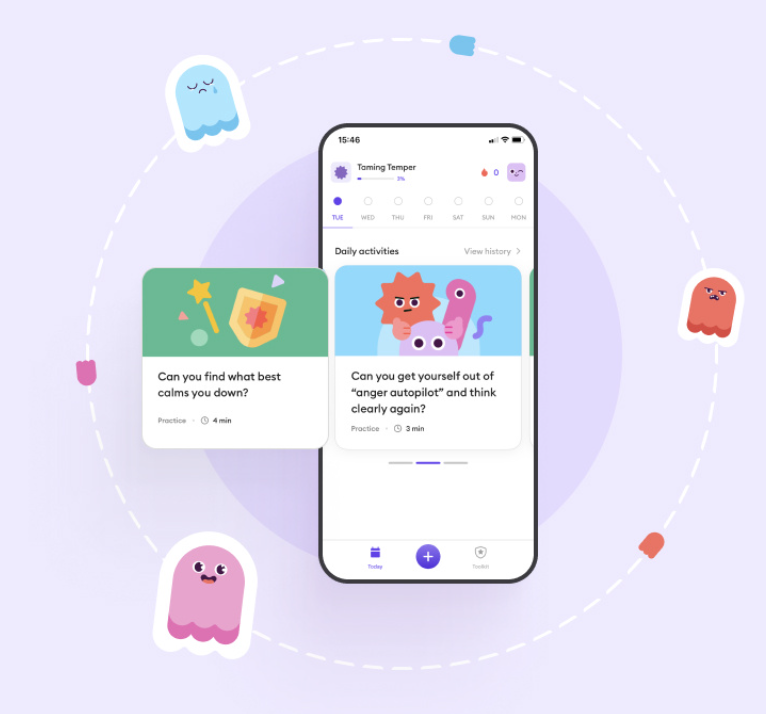 15:46
Taming Temper
3%
0
TUE WED THU FRI SAT SUN MON
Daily activities View history
Can you find what best
calms you down?
Practice · 4 min
Can you get yourself out of
“anger autopilot” and think
clearly again?
Practice · 3 min
Today Toolkit